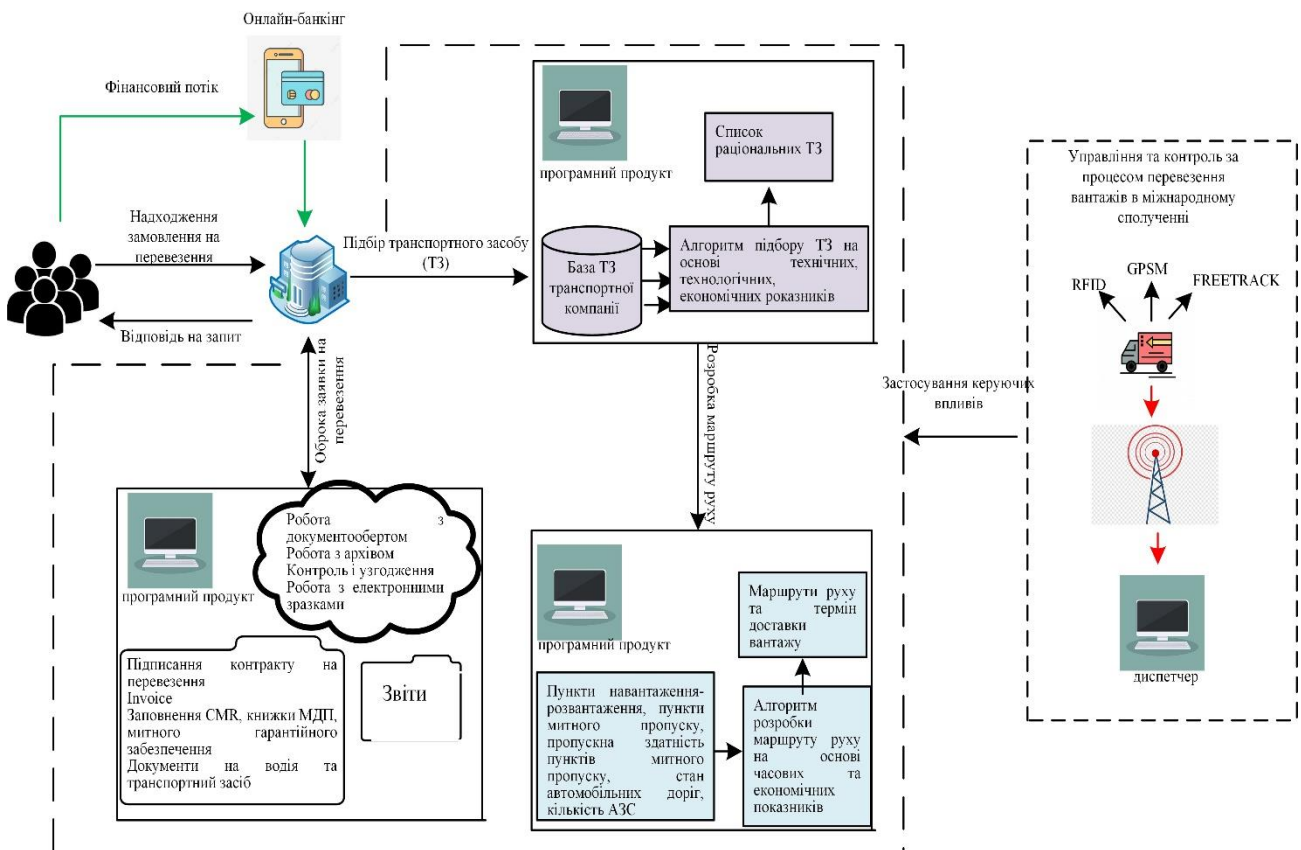 Онлайн-банкінг
Фінансовий потік
Надходження
замовлення на
перевезення
Відповідь на запит
Підбір транспортного засобу
(ТЗ)
програмний продукт
Список
раціональних ТЗ
База ТЗ
транспортної
компанії
Алгоритм підбору ТЗ на
основі технічних,
технологічних,
економічних роказників
Управління та контроль за
процесом перевезення
вантажів в міжнародному
сполученні
RFID
GPSM
FREETRACK
Застосування керуючих
впливів
диспетчер
Оброка заявки на
перевезення
Розробка маршруту руху
програмний продукт
Робота з
документообертом
Робота з архівом
Контроль і узгодження
Робота з електронними
зразками
Підписання контракту на
перевезення
Invoice
Заповнення CMR, книжки МДП,
митного гарантійного
забезпечення
Документи на водія та
транспортний засіб
Звіти
програмний продукт
Маршрути руху
та термін
доставки
вантажу
Пункти навантаження-
розвантаження, пункти
митного пропуску,
пропускна здатність
пунктів митного
пропуску, стан
автомобільних доріг,
кількість АЗС
Алгоритм
розробки
маршруту руху
на основі
часових та
економічних
показників